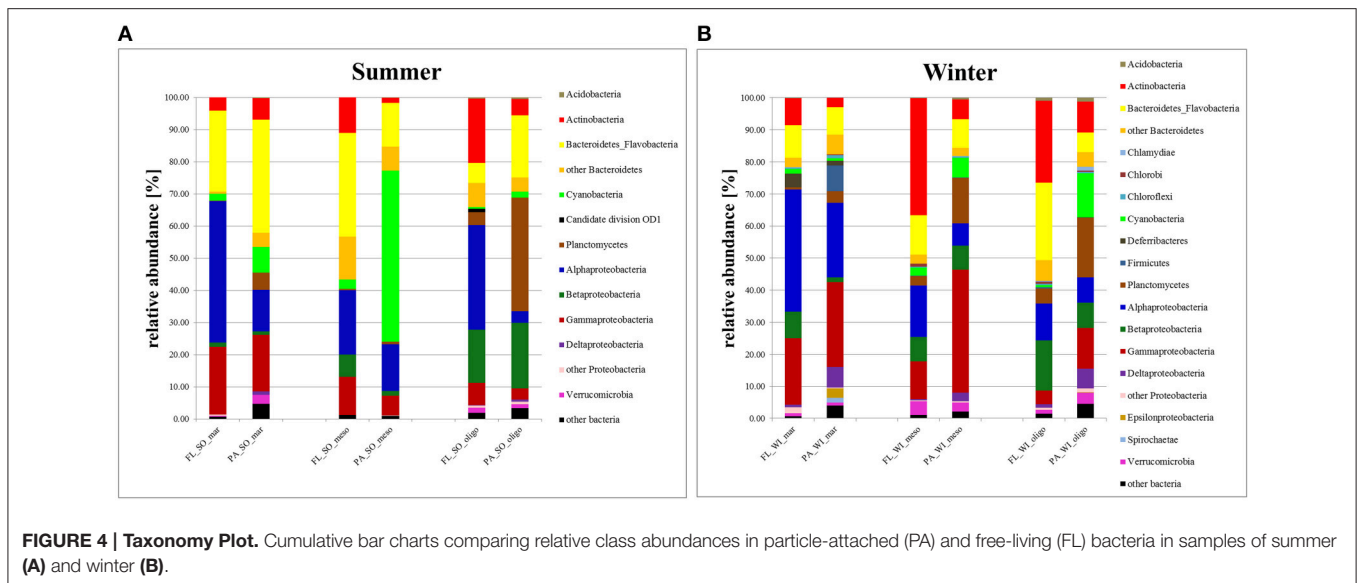 A
Summer
relative abundance [%]
100.00
90.00
80.00
70.00
60.00
50.00
40.00
30.00
20.00
10.00
0.00
FL_SO_mar
PA_SO_mar
FL_SO_meso
PA_SO_meso
FL_SO_oligo
PA_SO_oligo
Acidobacteria
Actinobacteria
Bacteroidetes_Flavobacteria
other Bacteroidetes
Cyanobacteria
Candidate division OD1
Planctomycetes
Alphaproteobacteria
Betaproteobacteria
Gammaproteobacteria
Deltaproteobacteria
other Proteobacteria
Verrucomicrobia
other bacteria
B
Winter
relative abundance [%]
100.00
90.00
80.00
70.00
60.00
50.00
40.00
30.00
20.00
10.00
0.00
FL_WI_mar
PA_WI_mar
FL_WI_meso
PA_WI_meso
FL_WI_oligo
PA_WI_oligo
Acidobacteria
Actinobacteria
Bacteroidetes_Flavobacteria
other Bacteroidetes
Chlamydiae
Chlorobi
Chloroflexi
Cyanobacteria
Deferribacteres
Firmicutes
Planctomycetes
Alphaproteobacteria
Betaproteobacteria
Gammaproteobacteria
Deltaproteobacteria
other Proteobacteria
Epsilonproteobacteria
Spirochaetae
Verrucomicrobia
other bacteria
FIGURE 4 | Taxonomy Plot. Cumulative bar charts comparing relative class abundances in particle-attached (PA) and free-living (FL) bacteria in samples of summer
(A) and winter (B).